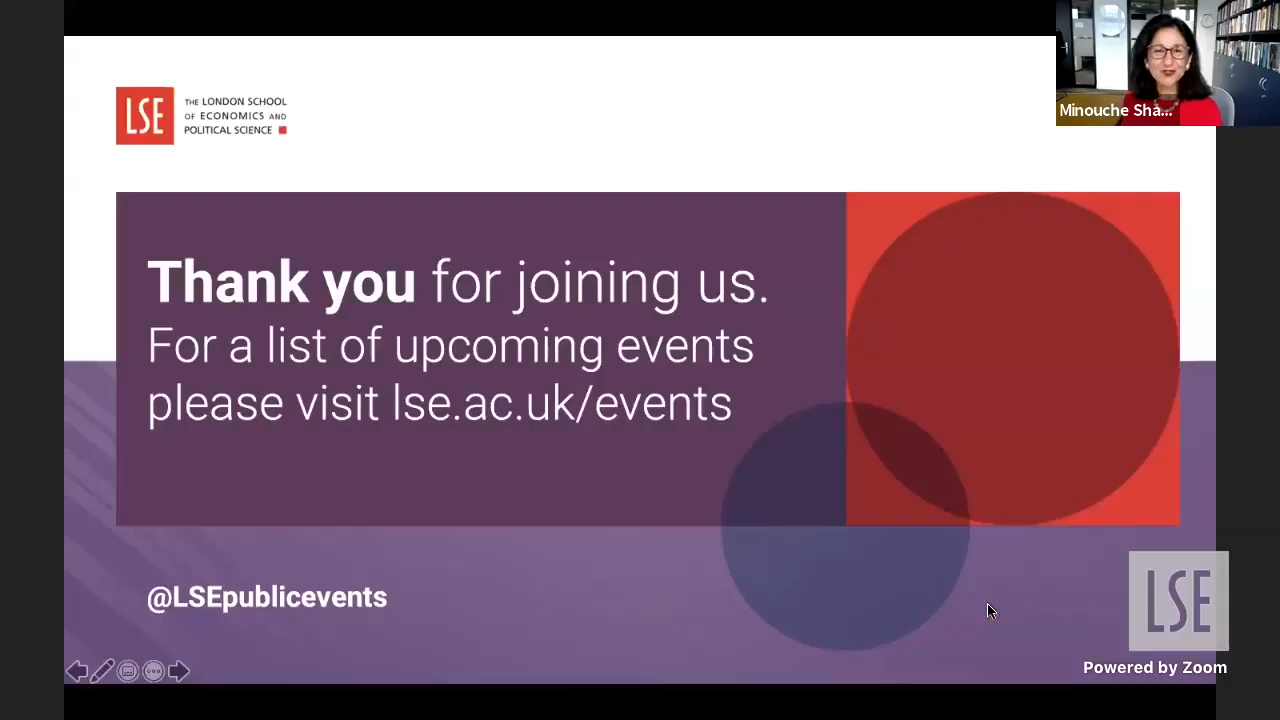 LSE
THE LONDON SCHOOL
OF ECONOMICS AND
POLITICAL SCIENCE
Minouche Sha...
Thank you for joining us.
For a list of upcoming events
please visit lse.ac.uk/events
@LSEpublicevents
LSE
Powered by Zoom